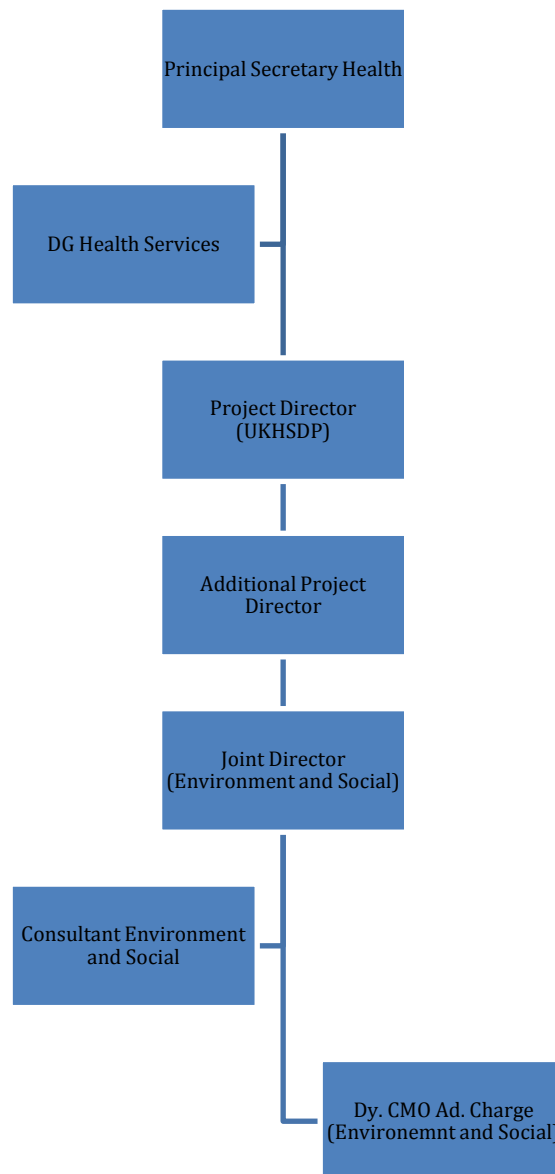 Principal Secretary Health
DG Health Services
Project Director
(UKHSDP)
Additional Project
Director
Joint Director
(Environment and Social)
Consultant Environment
and Social
Dy. CMO Ad. Charge
(Environemnt and Social)